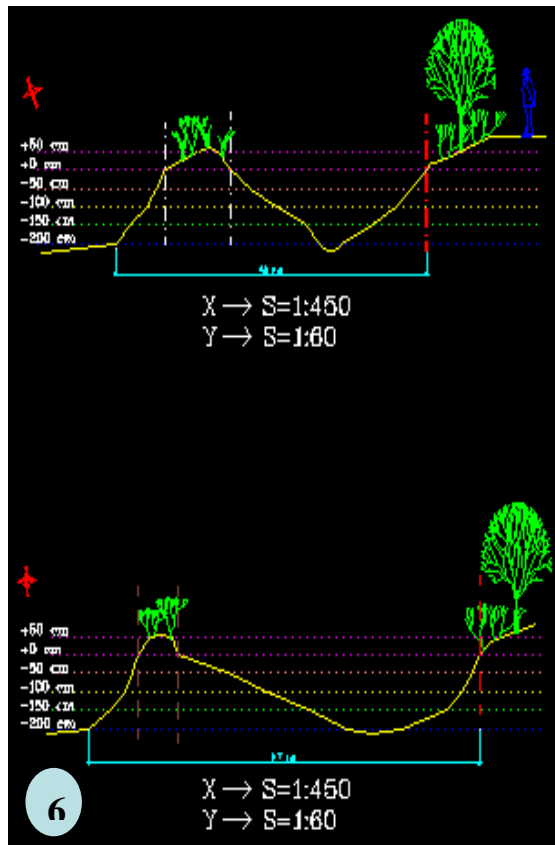 +50 cm
+0 cm
-50 cm
-100 cm
-150 cm
-200 cm
X → S=1:450
Y → S=1:60
+50 cm
+0 cm
-50 cm
-100 cm
-150 cm
-200 cm
X → S=1:450
Y → S=1:60
6